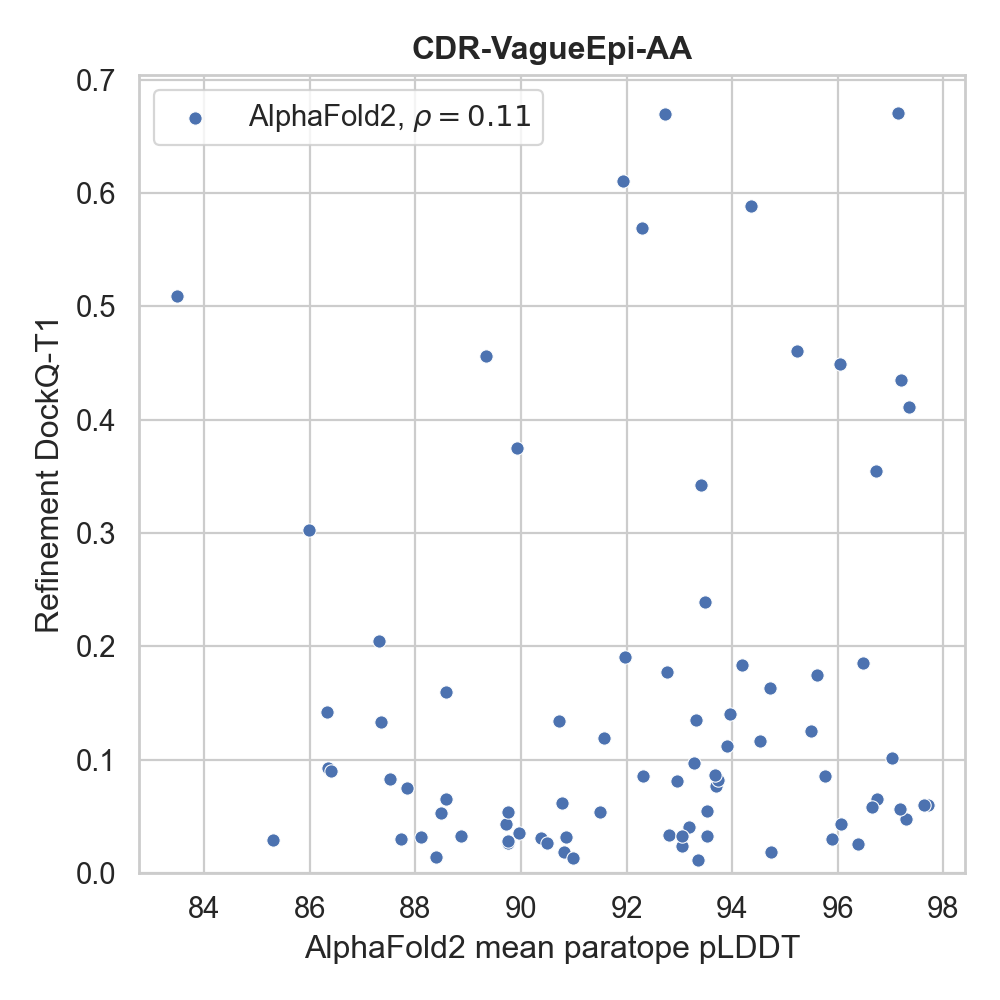 CDR-VagueEpi-AA
AlphaFold2, ρ = 0.11
Refinement DockQ-T1
0.7
0.6
0.5
0.4
0.3
0.2
0.1
0.0
84 86 88 90 92 94 96 98
AlphaFold2 mean paratope pLDDT